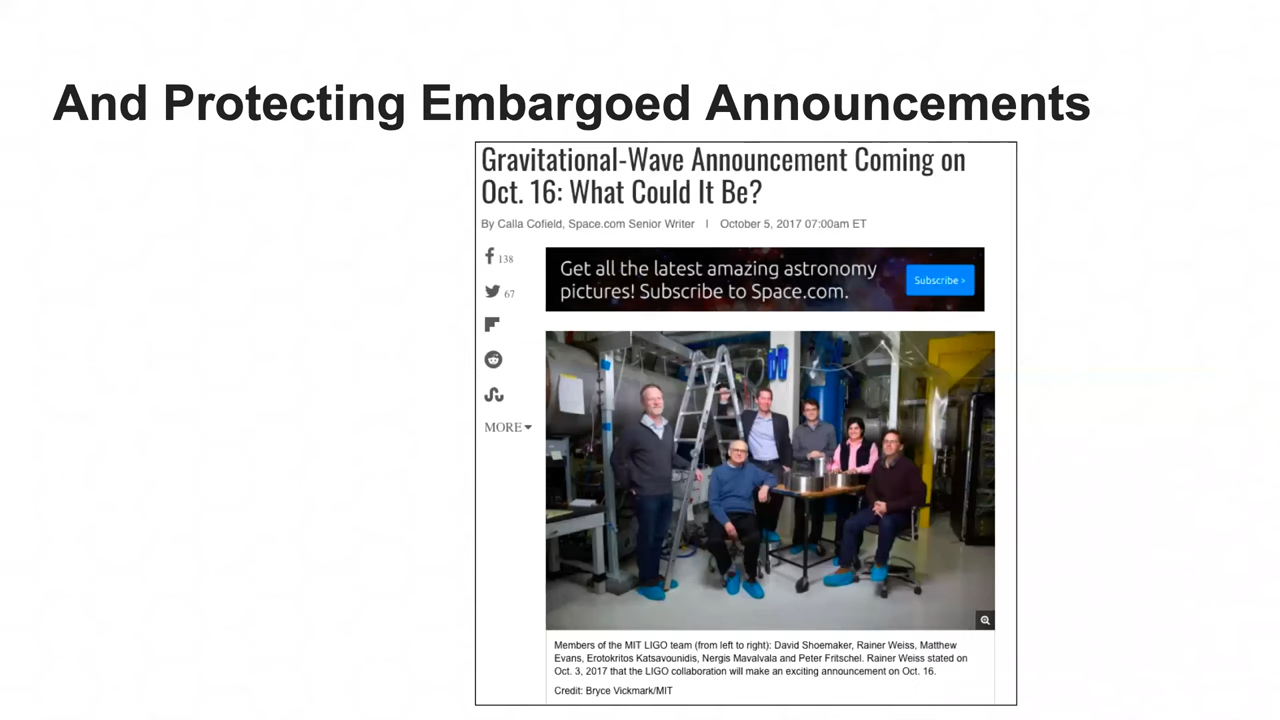 And Protecting Embargoed Announcements
Gravitational-Wave Announcement Coming on
Oct. 16: What Could It Be?
By Calla Cofield, Space.com Senior Writer | October 5, 2017 07:00am ET
138
67
MORE
Get all the latest amazing astronomy
pictures! Subscribe to Space.com.
Subscribe >
Members of the MIT LIGO team (from left to right): David Shoemaker, Rainer Weiss, Matthew
Evans, Erotokritos Katsavounidis, Nergis Mavalvala and Peter Fritschel. Rainer Weiss stated on
Oct. 3, 2017 that the LIGO collaboration will make an exciting announcement on Oct. 16.
Credit: Bryce Vickmark/MIT